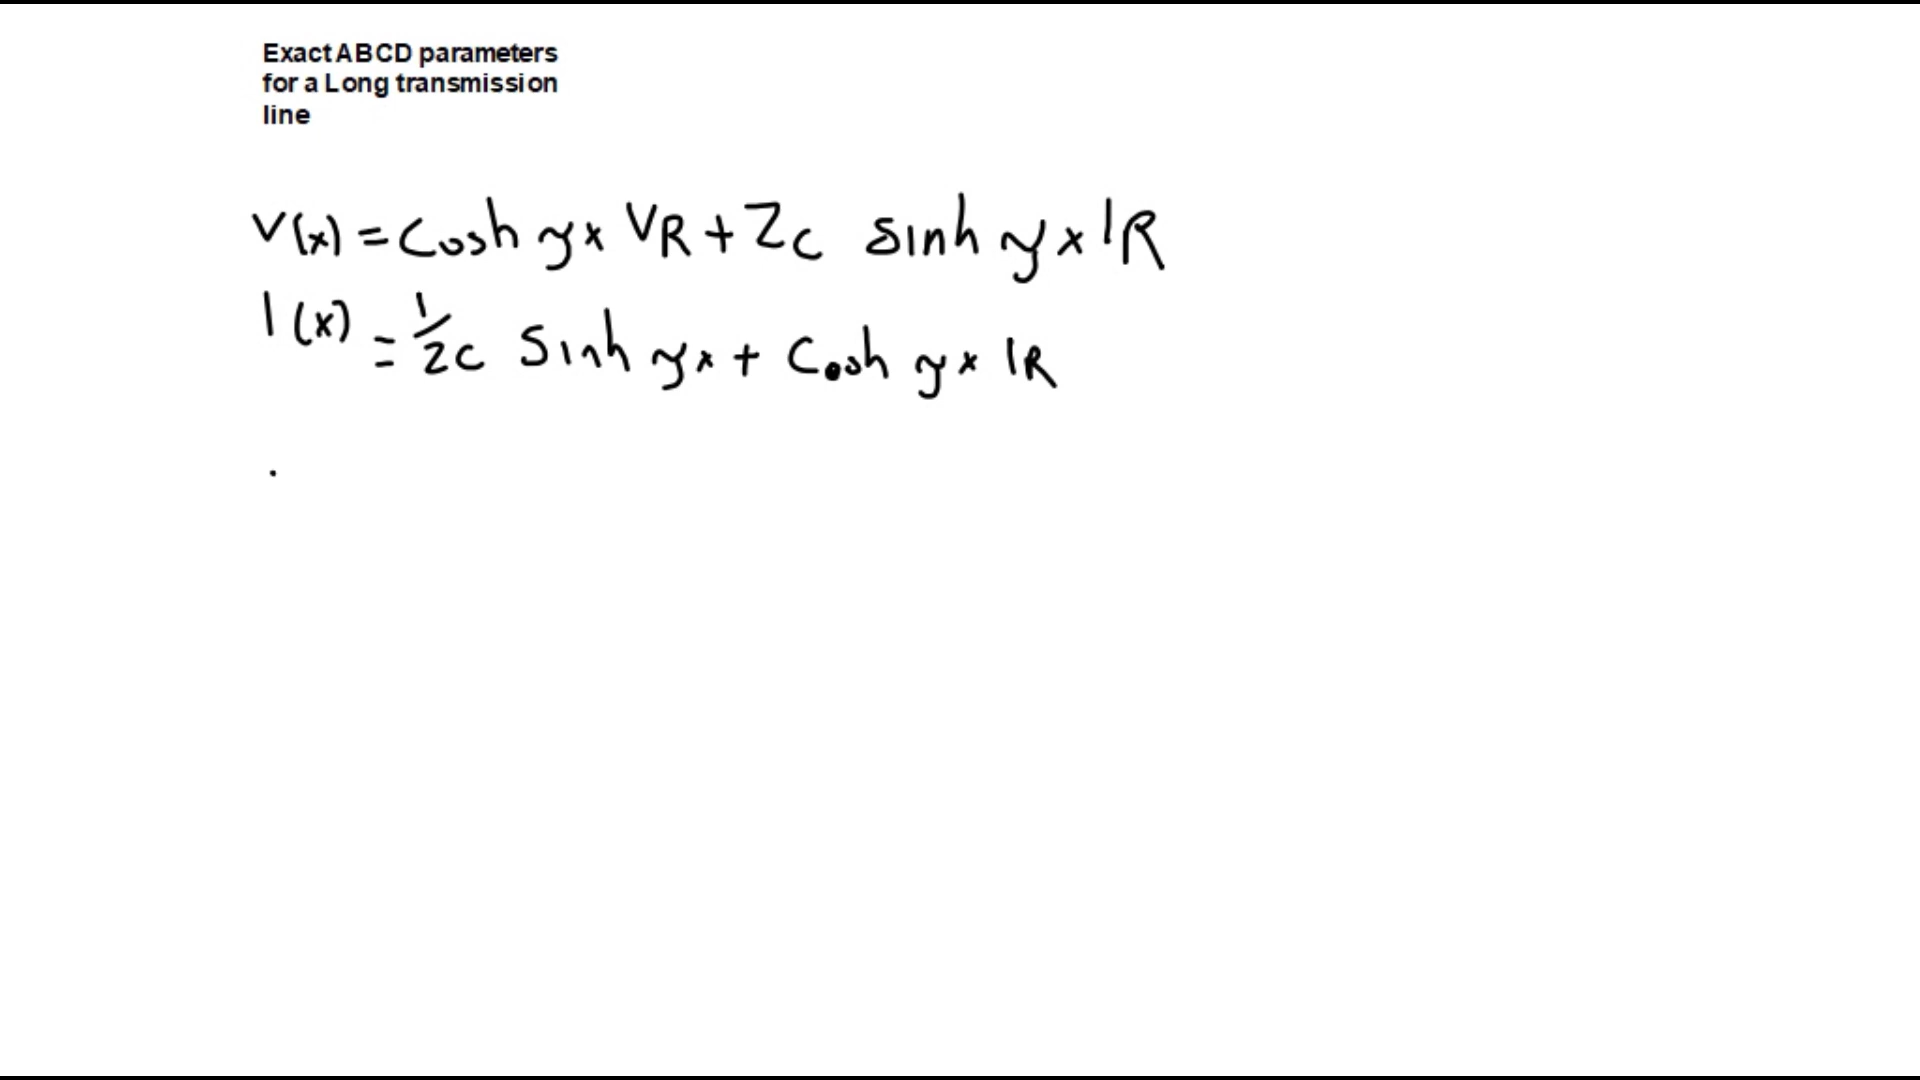 Exact ABCD parameters
for a Long transmission
line
V(x) = Cosh γx VR + Zc sinh γx IR
I(x) = 1/Zc Sinh γx + Cosh γx IR